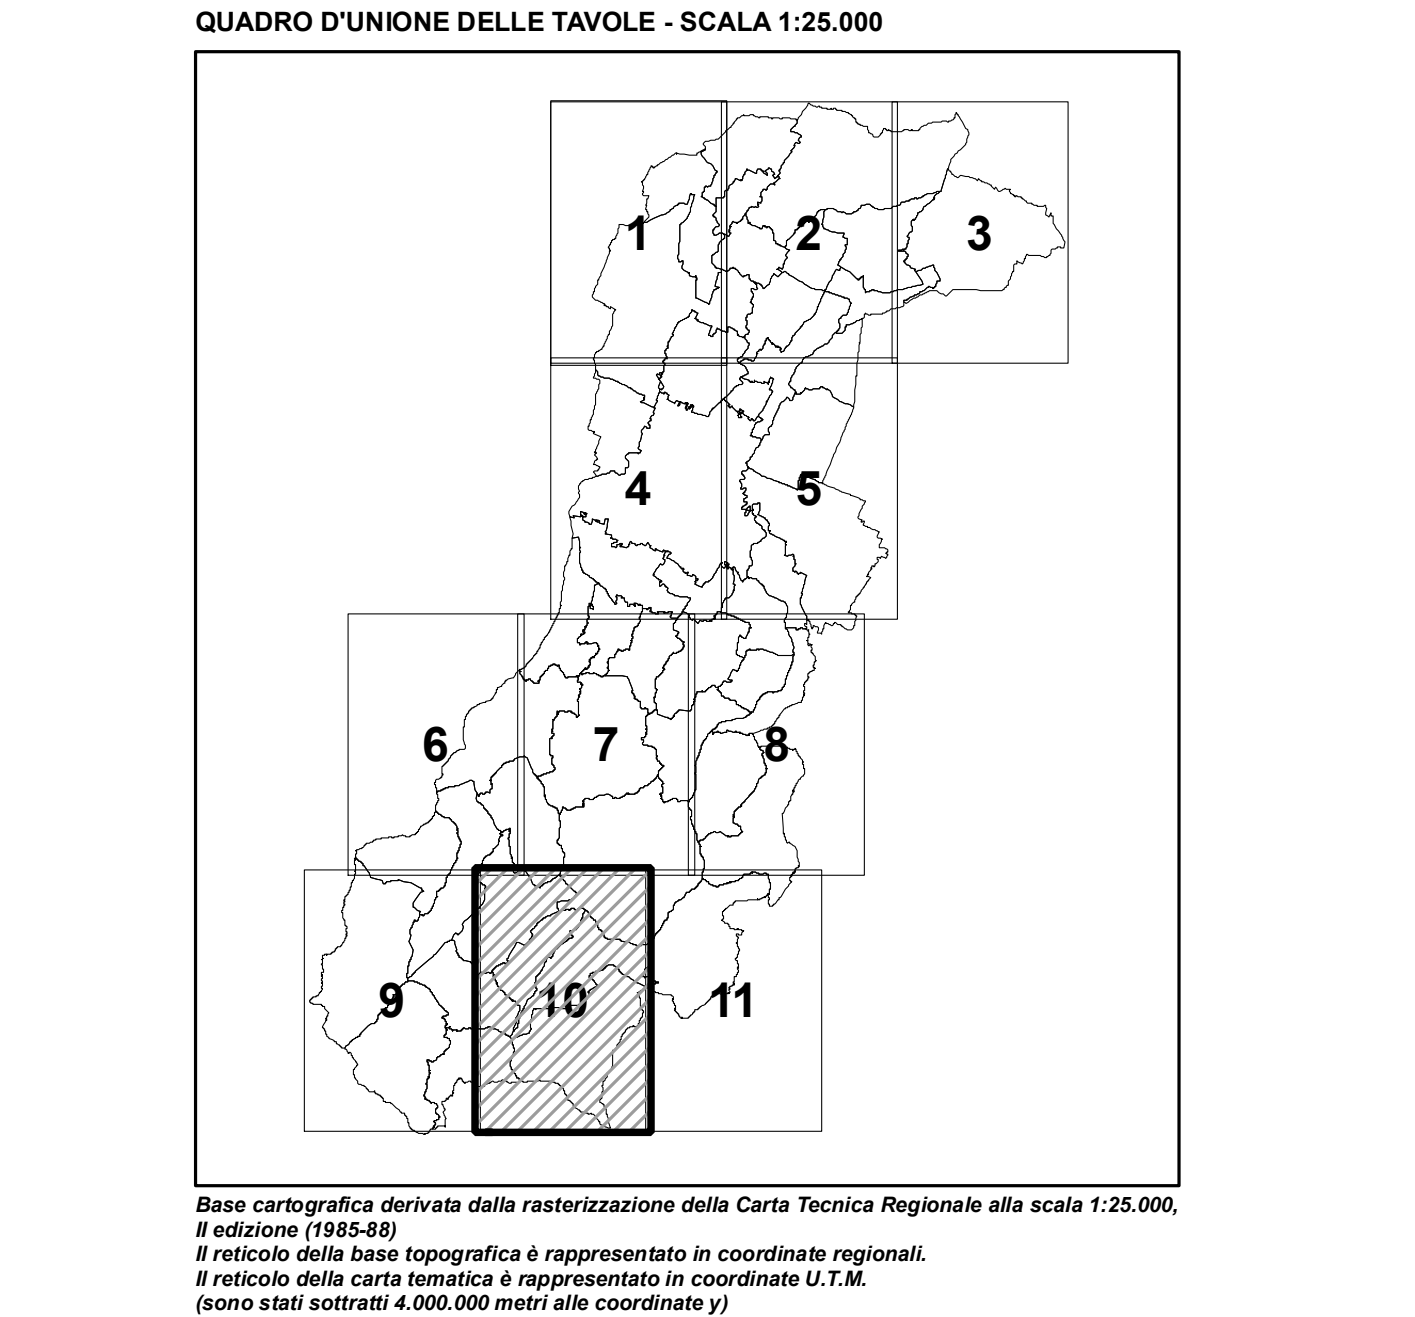 QUADRO D'UNIONE DELLE TAVOLE - SCALA 1:25.000
1
2
3
4
5
6
7
8
9
10
11
Base cartografica derivata dalla rasterizzazione della Carta Tecnica Regionale alla scala 1:25.000,
II edizione (1985-88)
Il reticolo della base topografica è rappresentato in coordinate regionali.
Il reticolo della carta tematica è rappresentato in coordinate U.T.M.
(sono stati sottratti 4.000.000 metri alle coordinate y)